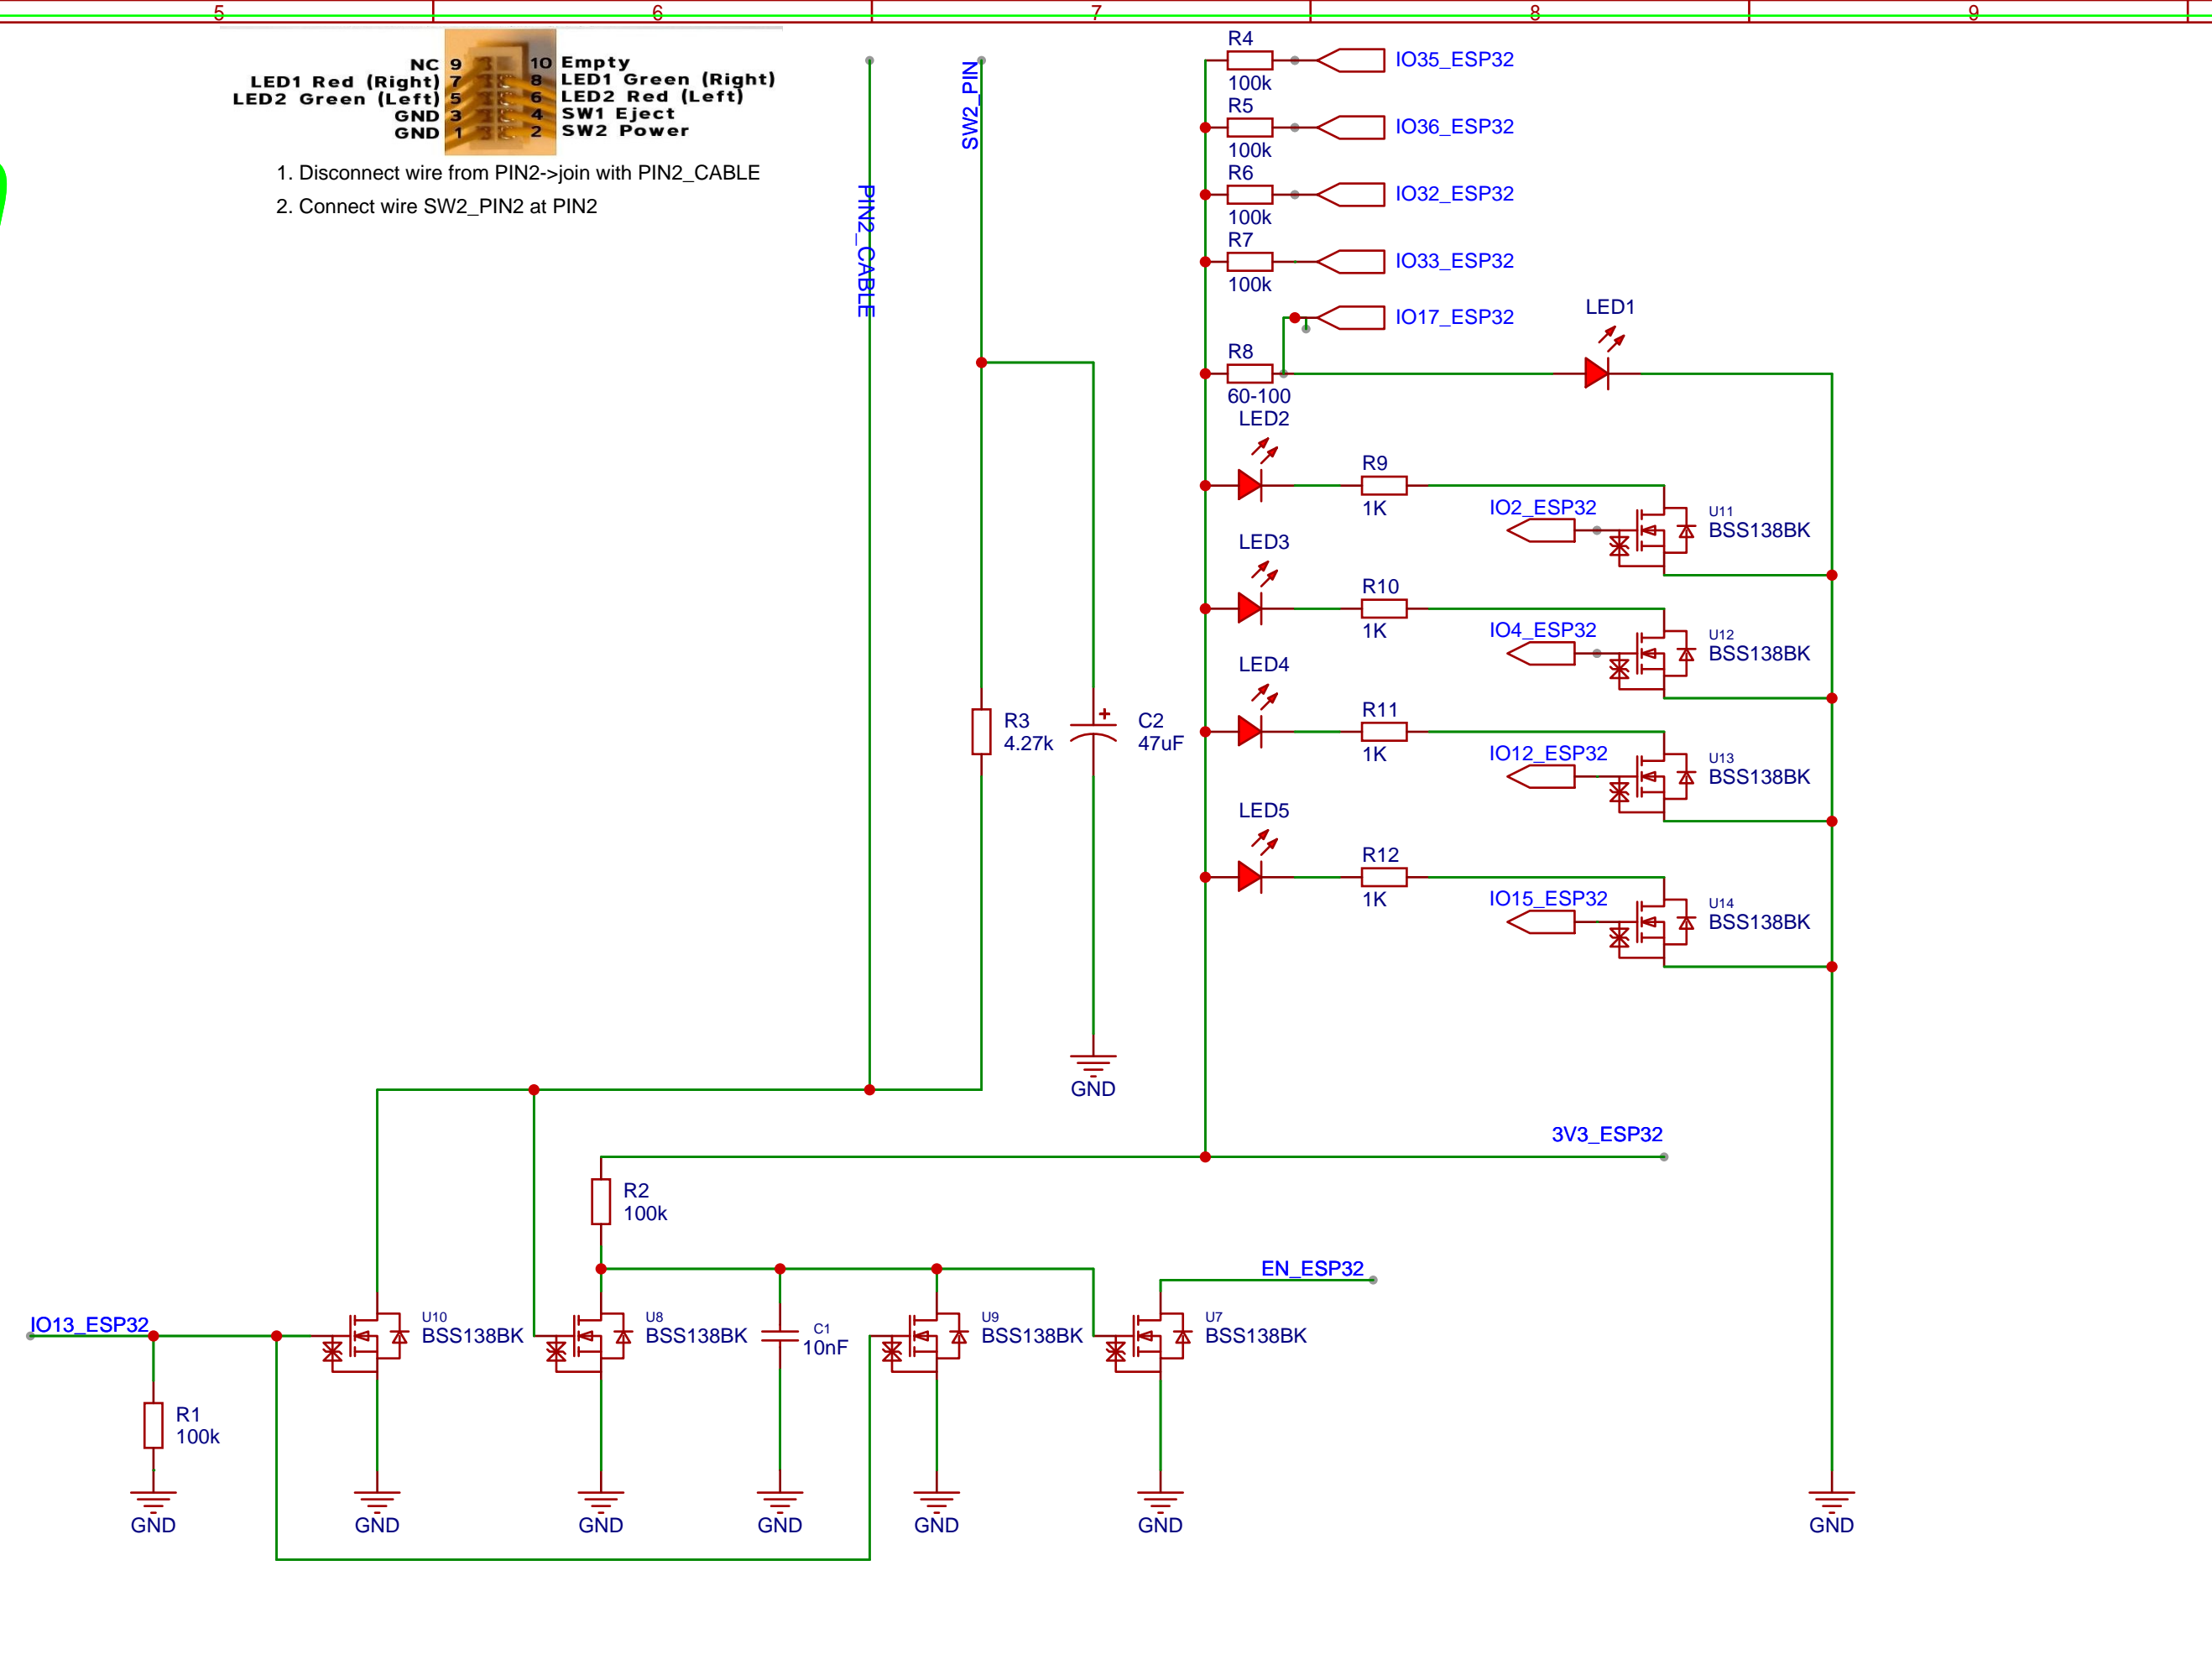 5 6 7 8 9
NC 9 10 Empty
LED1 Red (Right) 7 8 LED1 Green (Right)
LED2 Green (Left) 5 6 LED2 Red (Left)
GND 3 4 SW1 Eject
GND 1 2 SW2 Power
1. Disconnect wire from PIN2->join with PIN2_CABLE
2. Connect wire SW2_PIN2 at PIN2
PIN2_CABLE
SW2_PIN
R4
100k
IO35_ESP32
R5
100k
IO36_ESP32
R6
100k
IO32_ESP32
R7
100k
IO33_ESP32
IO17_ESP32
R8
60-100
LED1
LED2
R9
1K
IO2_ESP32
U11
BSS138BK
LED3
R10
1K
IO4_ESP32
U12
BSS138BK
LED4
R11
1K
IO12_ESP32
U13
BSS138BK
LED5
R12
1K
IO15_ESP32
U14
BSS138BK
R3
4.27k
C2
47uF
GND
3V3_ESP32
R2
100k
EN_ESP32
IO13_ESP32
U10
BSS138BK
U8
BSS138BK
C1
10nF
U9
BSS138BK
U7
BSS138BK
R1
100k
GND GND GND GND GND GND GND